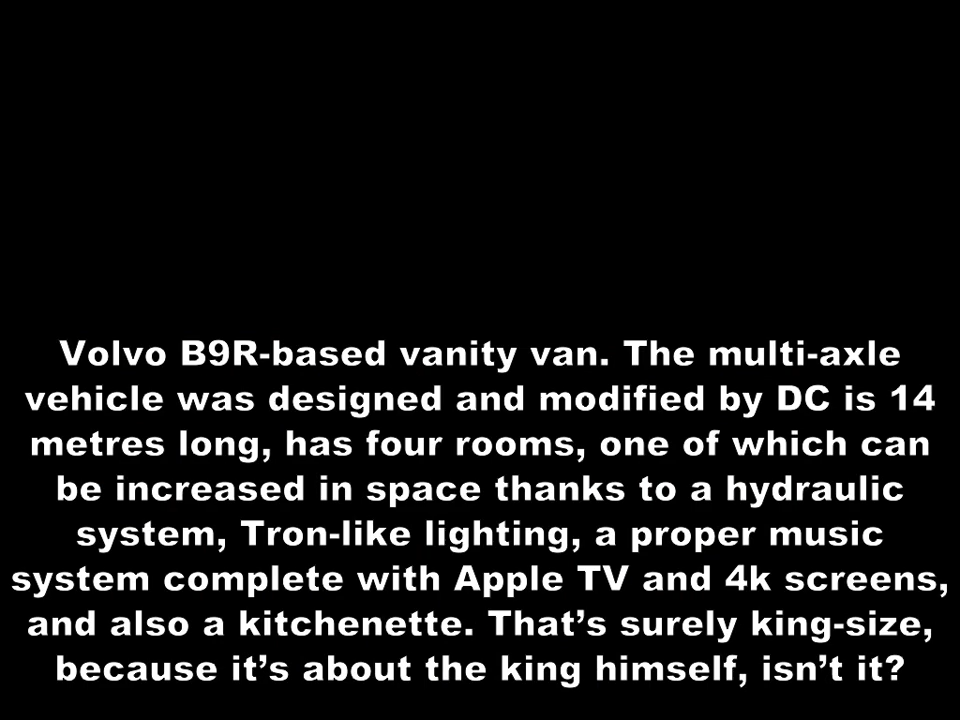 Volvo B9R-based vanity van. The multi-axle
vehicle was designed and modified by DC is 14
metres long, has four rooms, one of which can
be increased in space thanks to a hydraulic
system, Tron-like lighting, a proper music
system complete with Apple TV and 4k screens,
and also a kitchenette. That’s surely king-size,
because it’s about the king himself, isn’t it?